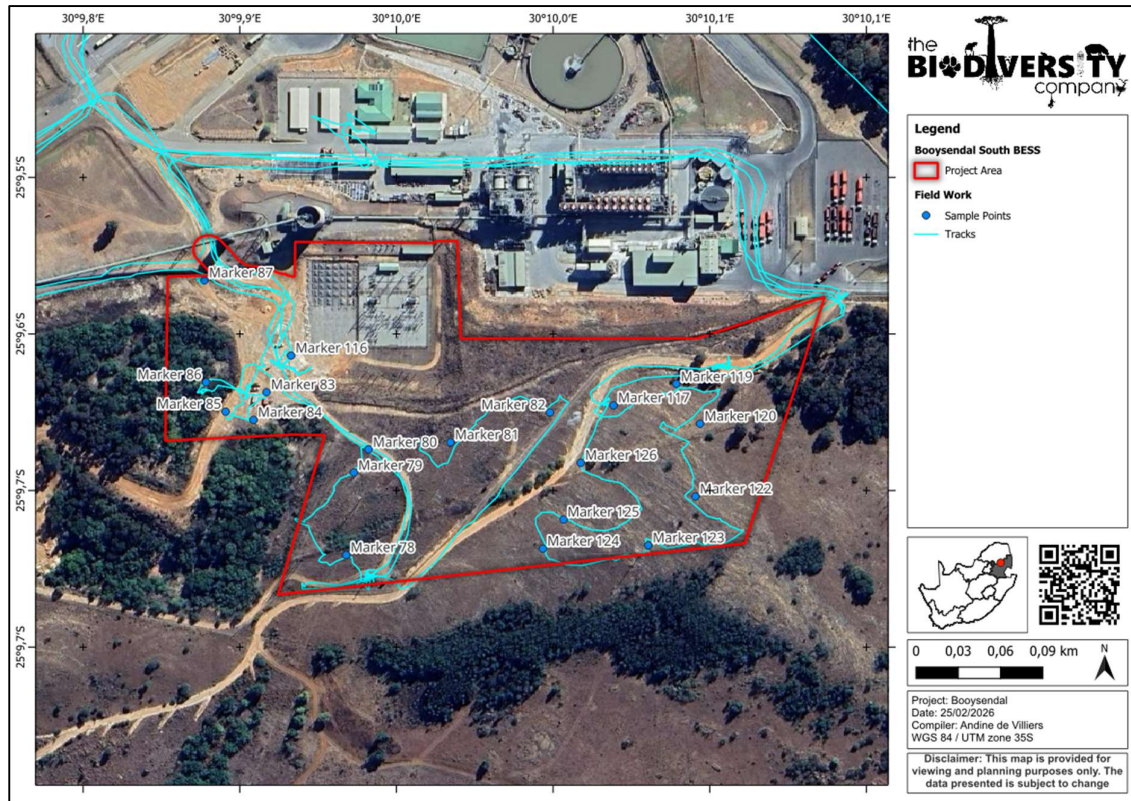 30°9,8'E
30°9,9'E
30°10,0'E
30°10,0'E
30°10,1'E
30°10,1'E
25°9,5'S
25°9,6'S
25°9,7'S
25°9,7'S
Marker 87
Marker 116
Marker 86
Marker 83
Marker 85
Marker 84
Marker 119
Marker 117
Marker 82
Marker 120
Marker 80
Marker 81
Marker 79
Marker 126
Marker 122
Marker 125
Marker 78
Marker 124
Marker 123
the
BIODIVERSITY
company
Legend
Booysendal South BESS
Project Area
Field Work
Sample Points
Tracks
0 0,03 0,06 0,09 km
N
Project: Booysendal
Date: 25/02/2026
Compiler: Andine de Villiers
WGS 84 / UTM zone 35S
Disclaimer: This map is provided for
viewing and planning purposes only. The
data presented is subject to change